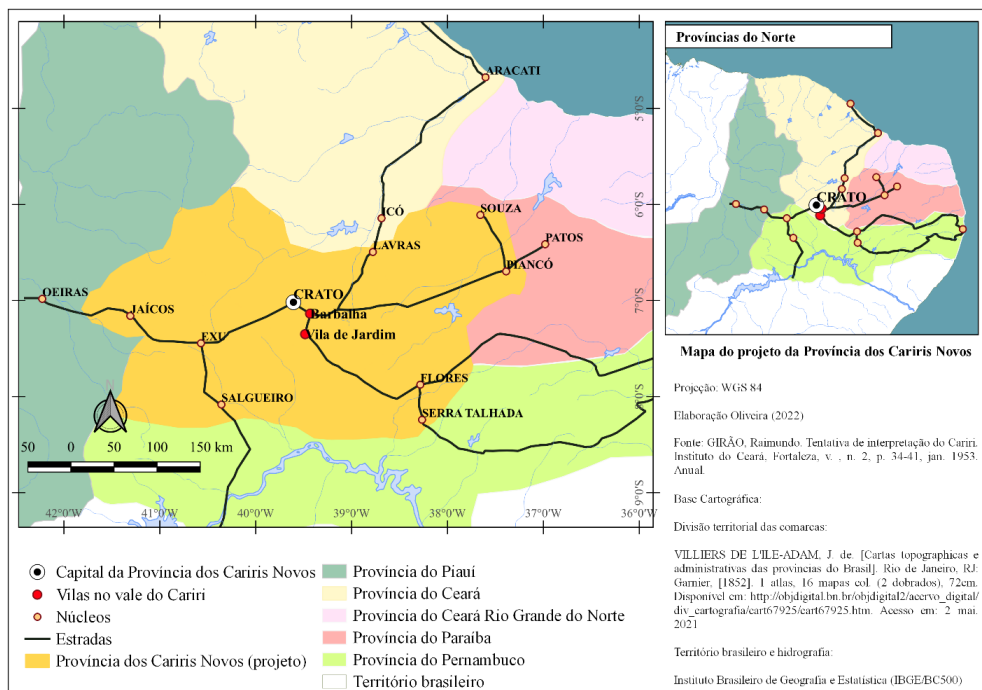 ARACATI
5°0'S
ICÓ
SOUZA
6°0'S
LAVRAS
PATOS
PIANCÓ
OEIRAS
CRATO
JAÍCOS
Barbalha
7°0'S
Vila de Jardim
EXU
FLORES
SALGUEIRO
SERRA TALHADA
8°0'S
N
50 0 50 100 150 km
9°0'S
42°0'W 41°0'W 40°0'W 39°0'W 38°0'W 37°0'W 36°0'W
Capital da Província dos Cariris Novos
Vilas no vale do Cariri
Núcleos
Estradas
Província dos Cariris Novos (projeto)
Província do Piauí
Província do Ceará
Província do Ceará Rio Grande do Norte
Província do Paraíba
Província do Pernambuco
Território brasileiro
Províncias do Norte
CRATO
Mapa do projeto da Província dos Cariris Novos
Projeção: WGS 84
Elaboração Oliveira (2022)
Fonte: GIRÃO, Raimundo. Tentativa de interpretação do Cariri.
Instituto do Ceará, Fortaleza, v. , n. 2, p. 34-41, jan. 1953.
Anual.
Base Cartográfica:
Divisão territorial das comarcas:
VILLIERS DE L'ILE-ADAM, J. de. [Cartas topographicas e
administrativas das provincias do Brasil]. Rio de Janeiro, RJ:
Garnier, [1852]. 1 atlas, 16 mapas col. (2 dobrados), 72cm.
Disponível em: http://objdigital.bn.br/objdigital2/acervo_digital/
div_cartografia/cart67925/cart67925.htm. Acesso em: 2 mai.
2021
Território brasileiro e hidrografia:
Instituto Brasileiro de Geografia e Estatística (IBGE/BC500)